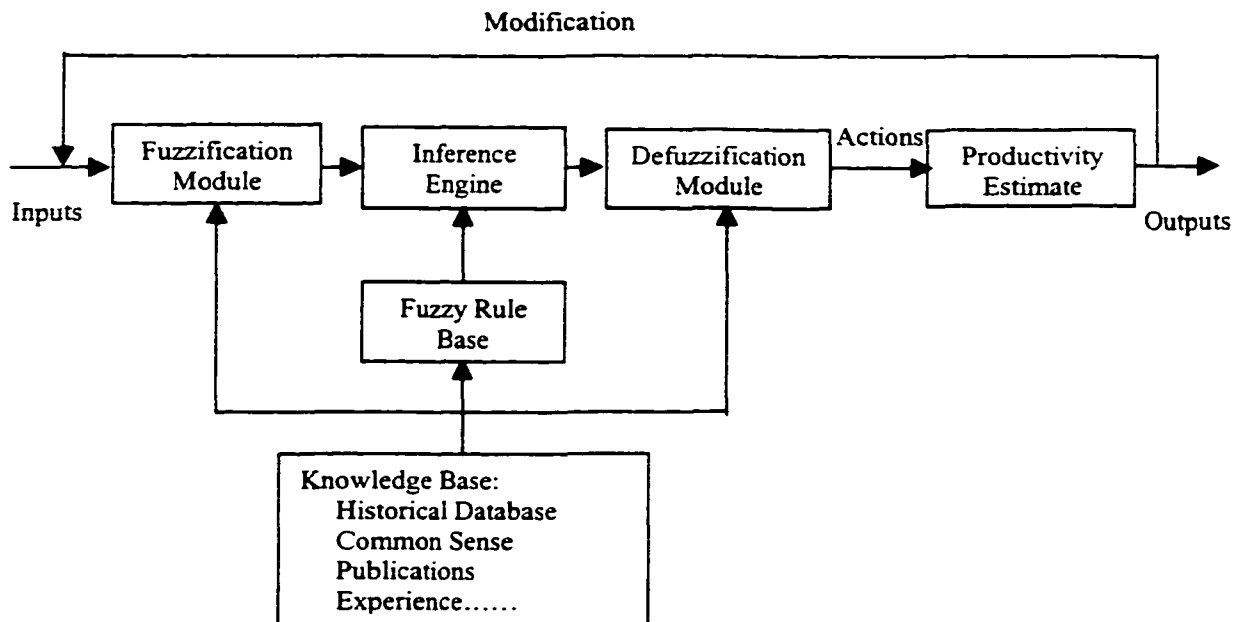 Modification
Fuzzification
Module
Inference
Engine
Defuzzification
Module
Actions
Productivity
Estimate
Inputs
Outputs
Fuzzy Rule
Base
Knowledge Base:
Historical Database
Common Sense
Publications
Experience......